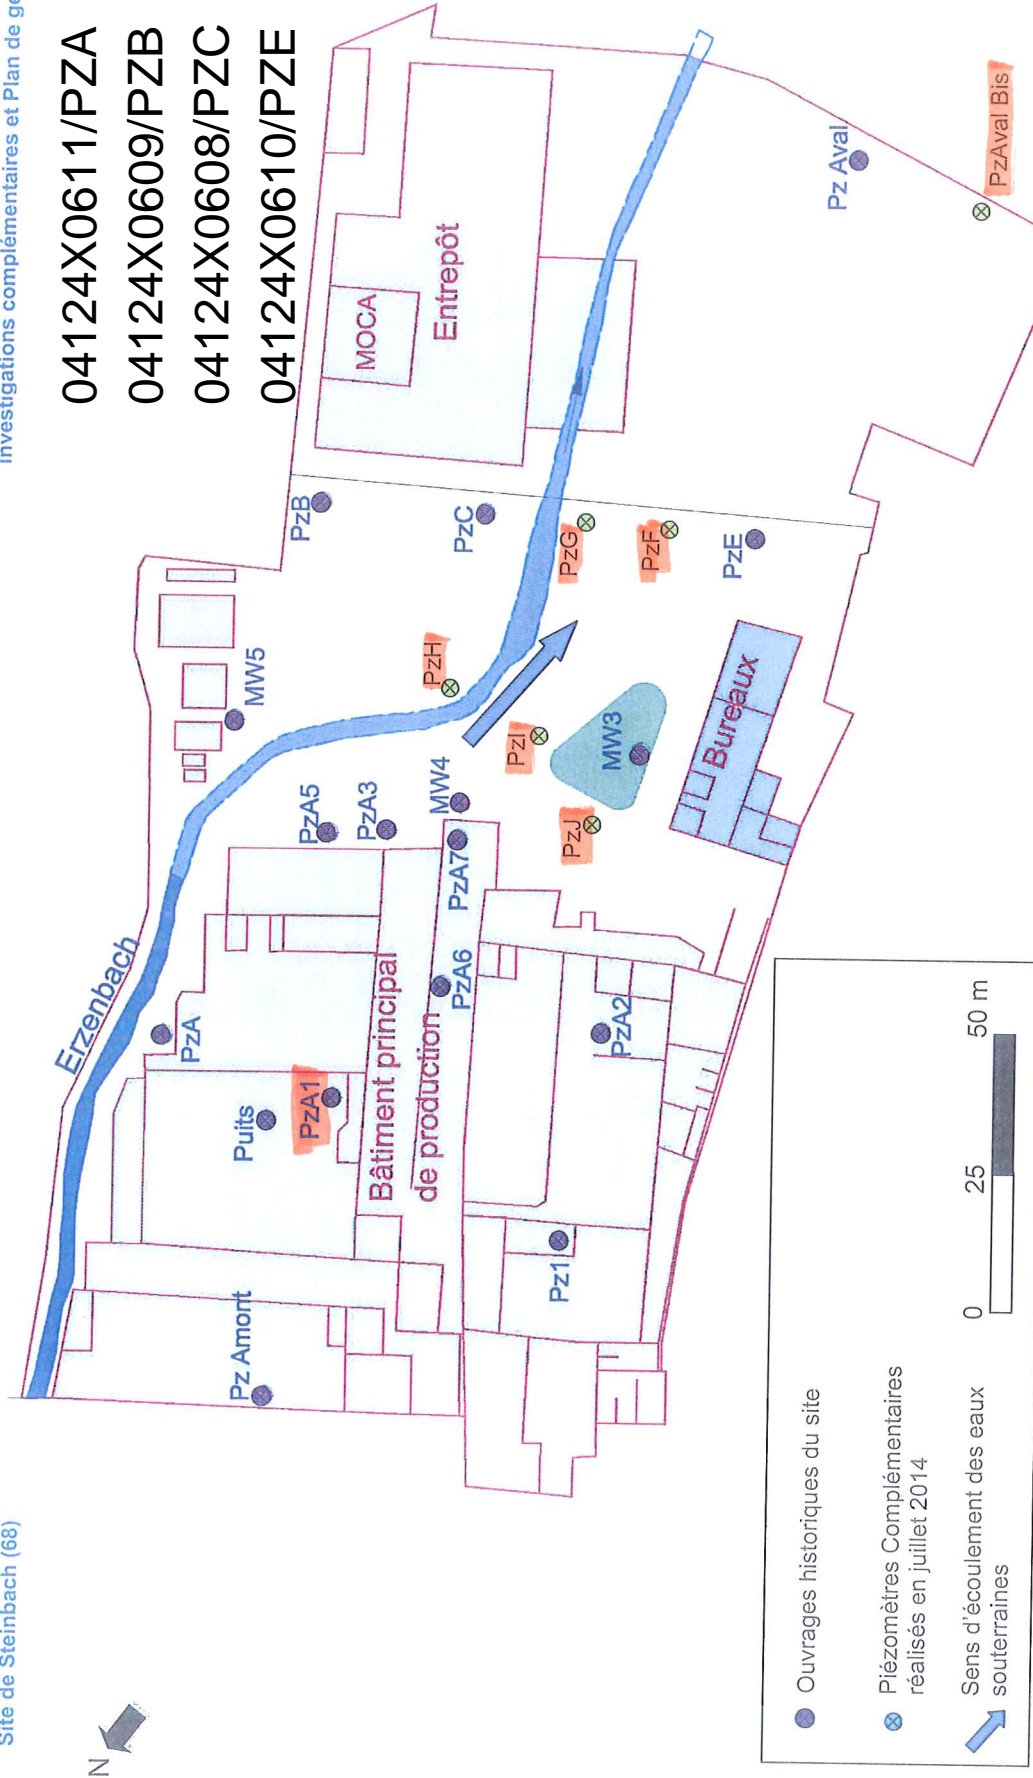 Site de Steinbach (68)
Investigations complémentaires et Plan de ge
04124X0611/PZA
04124X0609/PZB
04124X0608/PZC
04124X0610/PZE
N
Erzenbach
Pz Amont
Puits
PzA1
PzA
Bâtiment principal
de production
Pz1
PzA2
PzA6
PzA7
PzA5
PzA3
MW4
MW5
PzH
PzI
PzJ
MW3
Bureaux
PzB
PzC
PzG
PzF
PzE
MOCA
Entrepôt
Pz Aval
PzAval Bis
Ouvrages historiques du site
Piézomètres Complémentaires
réalisés en juillet 2014
Sens d'écoulement des eaux
souterraines
0
25
50 m